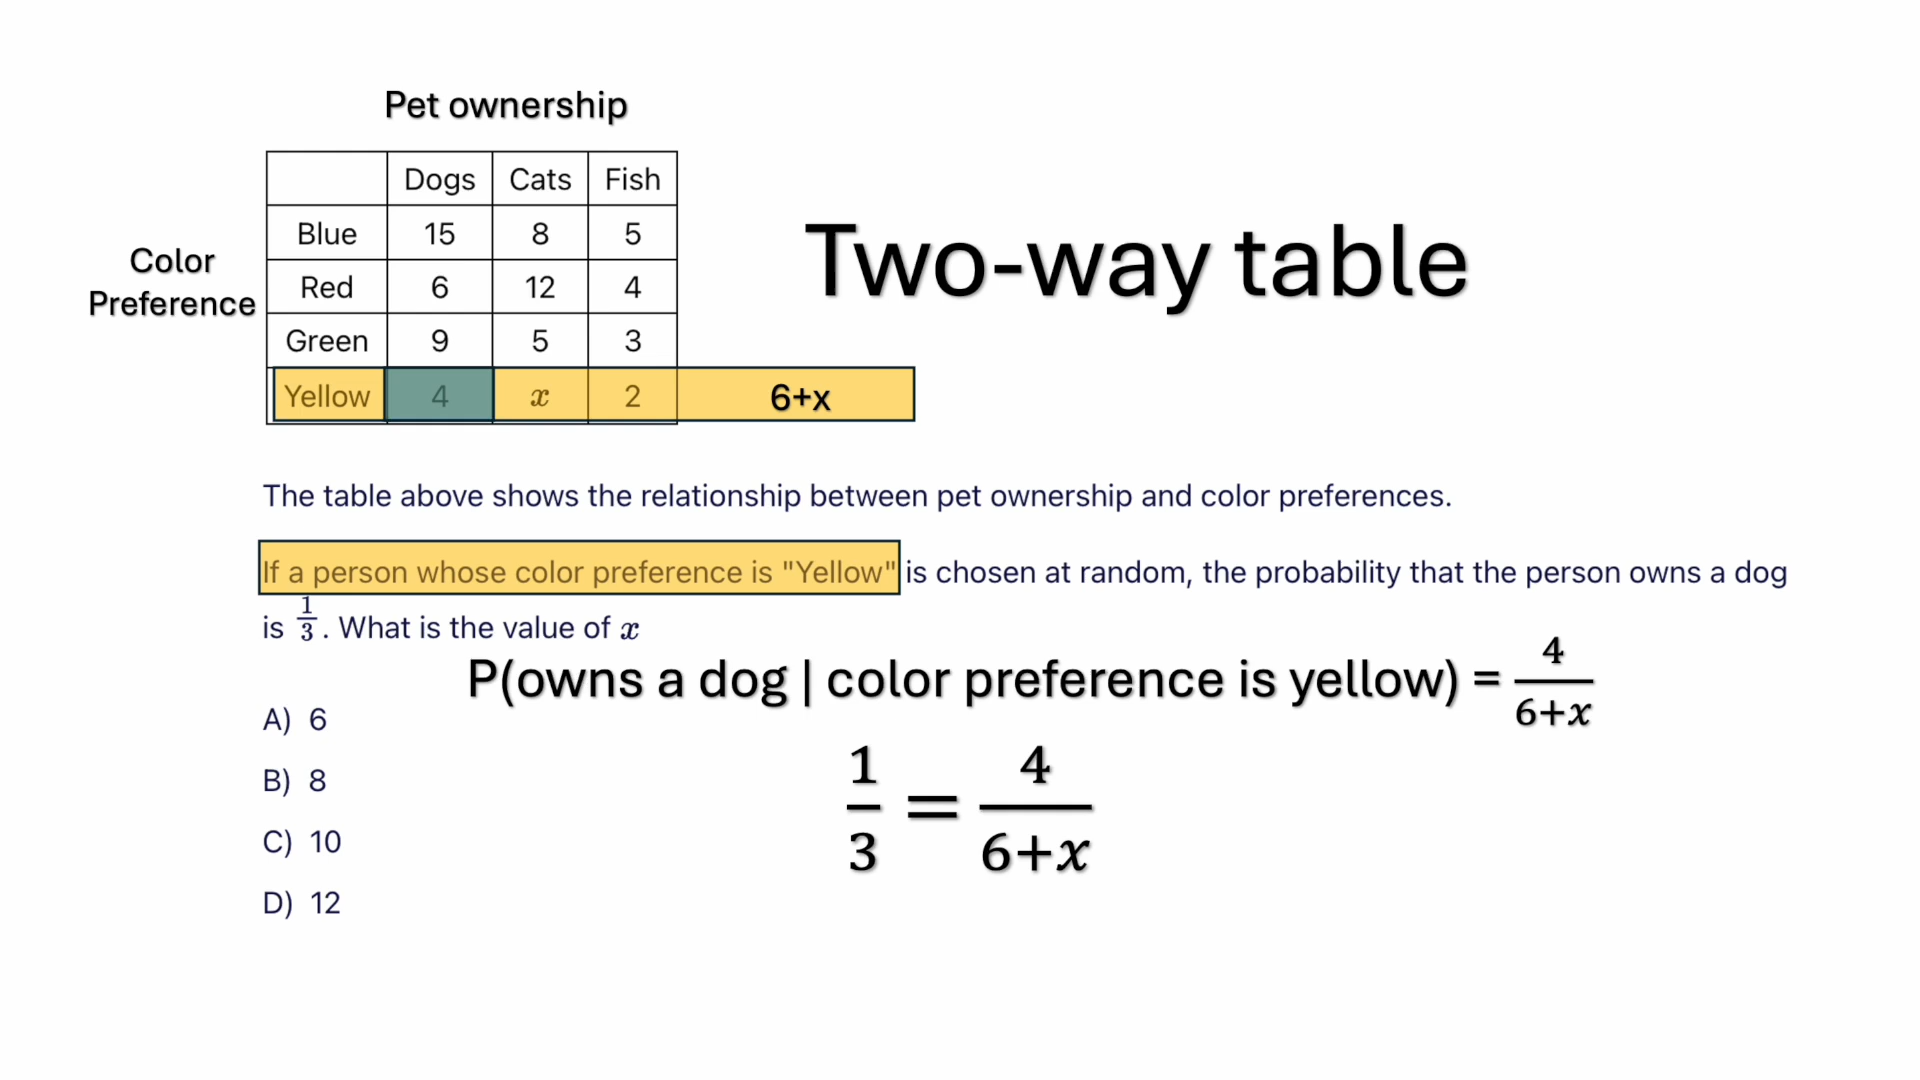 Pet ownership
Dogs Cats Fish
Blue 15 8 5
Color
Preference
Red 6 12 4
Green 9 5 3
Yellow 4 x 2 6+x
Two-way table
The table above shows the relationship between pet ownership and color preferences.
If a person whose color preference is "Yellow" is chosen at random, the probability that the person owns a dog
is 1/3. What is the value of x
P(owns a dog | color preference is yellow) = 4/6+x
1/3 = 4/6+x
A) 6
B) 8
C) 10
D) 12